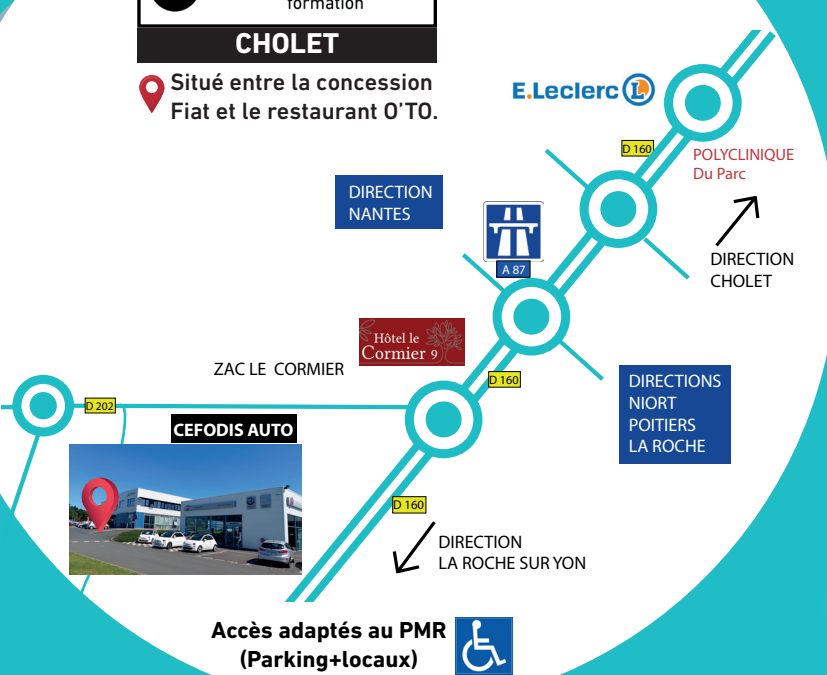 formation
CHOLET
Situé entre la concession
Fiat et le restaurant O'TO.
E.Leclerc L
D 160
POLYCLINIQUE
Du Parc
DIRECTION
NANTES
A 87
DIRECTION
CHOLET
Hôtel le
Cormier 9
ZAC LE CORMIER
D 160
DIRECTIONS
NIORT
POITIERS
LA ROCHE
D 202
CEFODIS AUTO
D 160
DIRECTION
LA ROCHE SUR YON
Accès adaptés au PMR
(Parking+locaux)